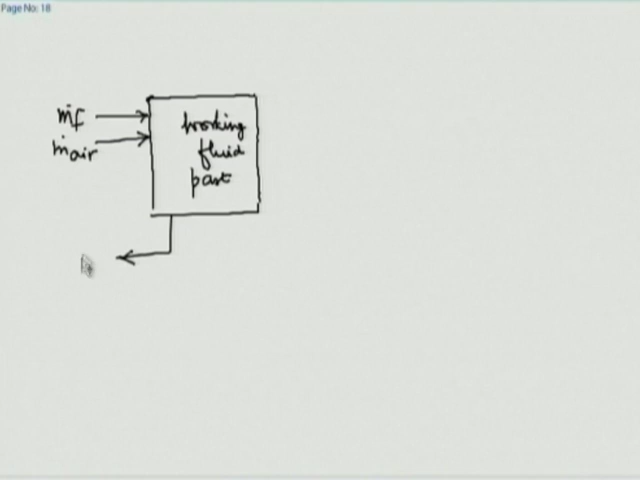 Page No: 18
ṁf
ṁair
working
fluid
part